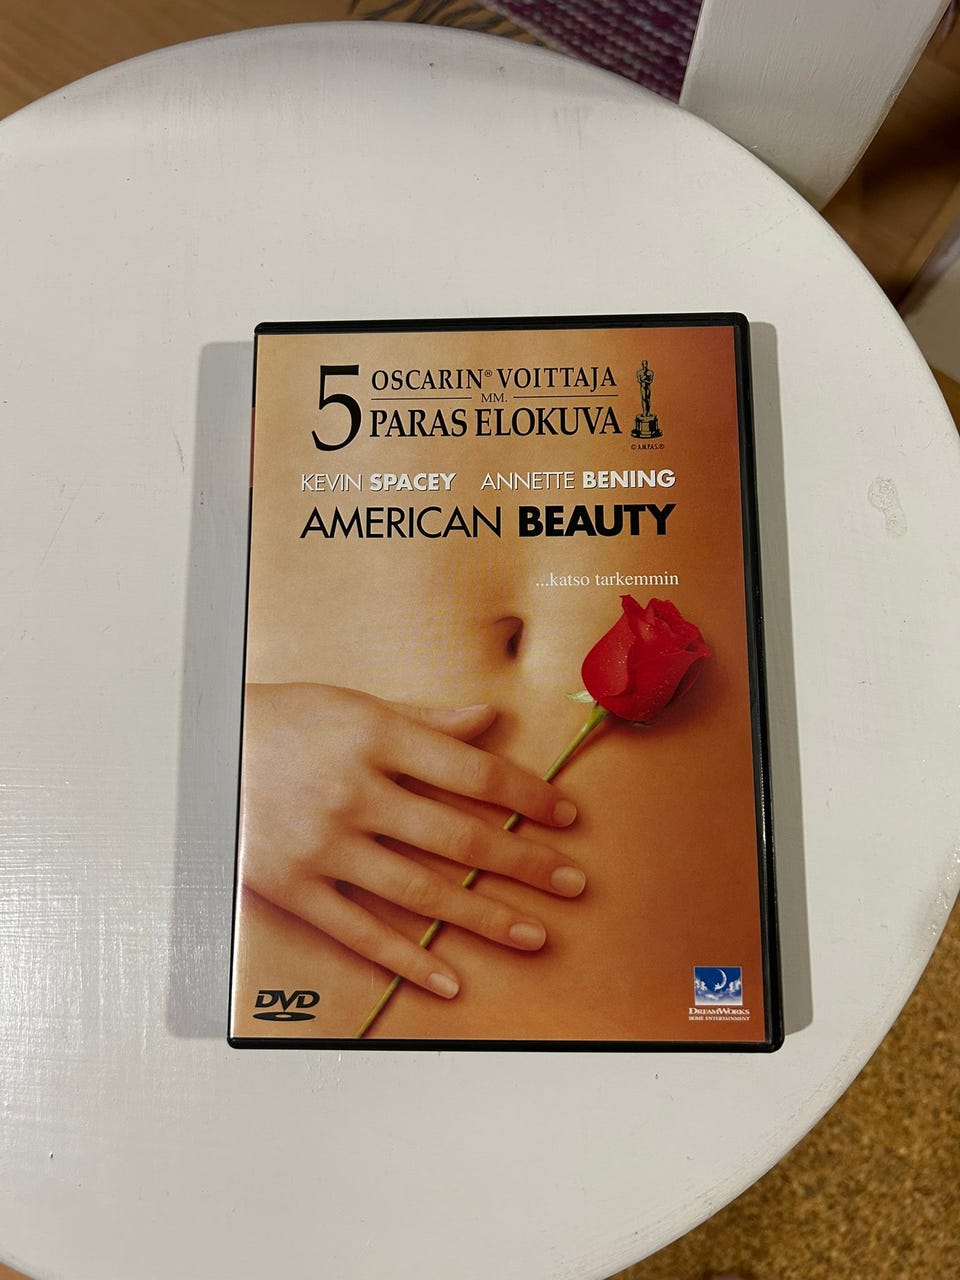 5 OSCARIN® VOITTAJA
MM.
PARAS ELOKUVA
© A.M.P.A.S.®
KEVIN SPACEY ANNETTE BENING
AMERICAN BEAUTY
...katso tarkemmin
DVD
DREAMWORKS
HOME ENTERTAINMENT